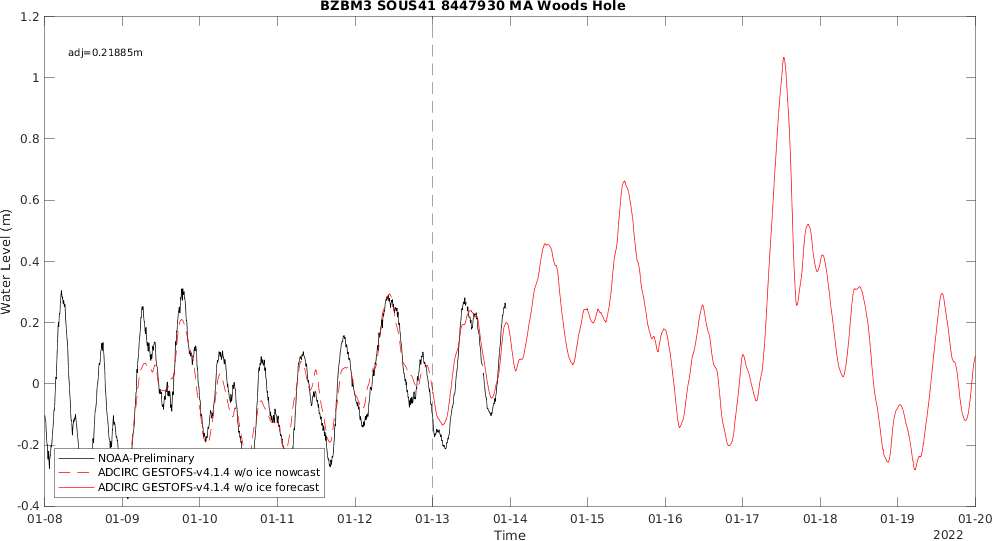 BZBM3 SOUS41 8447930 MA Woods Hole
adj=0.21885m
Water Level (m)
1.2
1
0.8
0.6
0.4
0.2
0
-0.2
-0.4
NOAA-Preliminary
ADCIRC GESTOFS-v4.1.4 w/o ice nowcast
ADCIRC GESTOFS-v4.1.4 w/o ice forecast
01-08 01-09 01-10 01-11 01-12 01-13 01-14 01-15 01-16 01-17 01-18 01-19 01-20
Time
2022